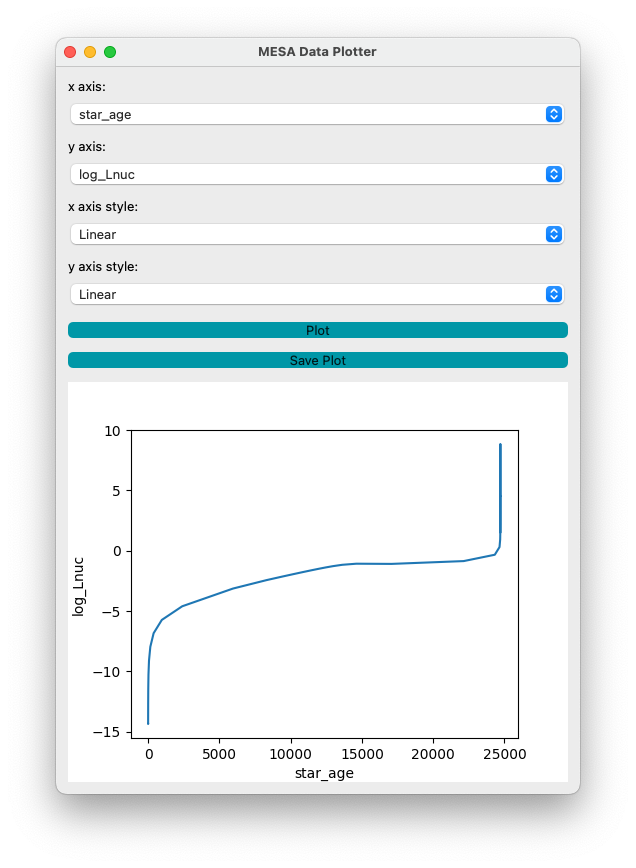 MESA Data Plotter
x axis:
star_age
y axis:
log_Lnuc
x axis style:
Linear
y axis style:
Linear
Plot
Save Plot
10
5
0
−5
−10
−15
log_Lnuc
0 5000 10000 15000 20000 25000
star_age